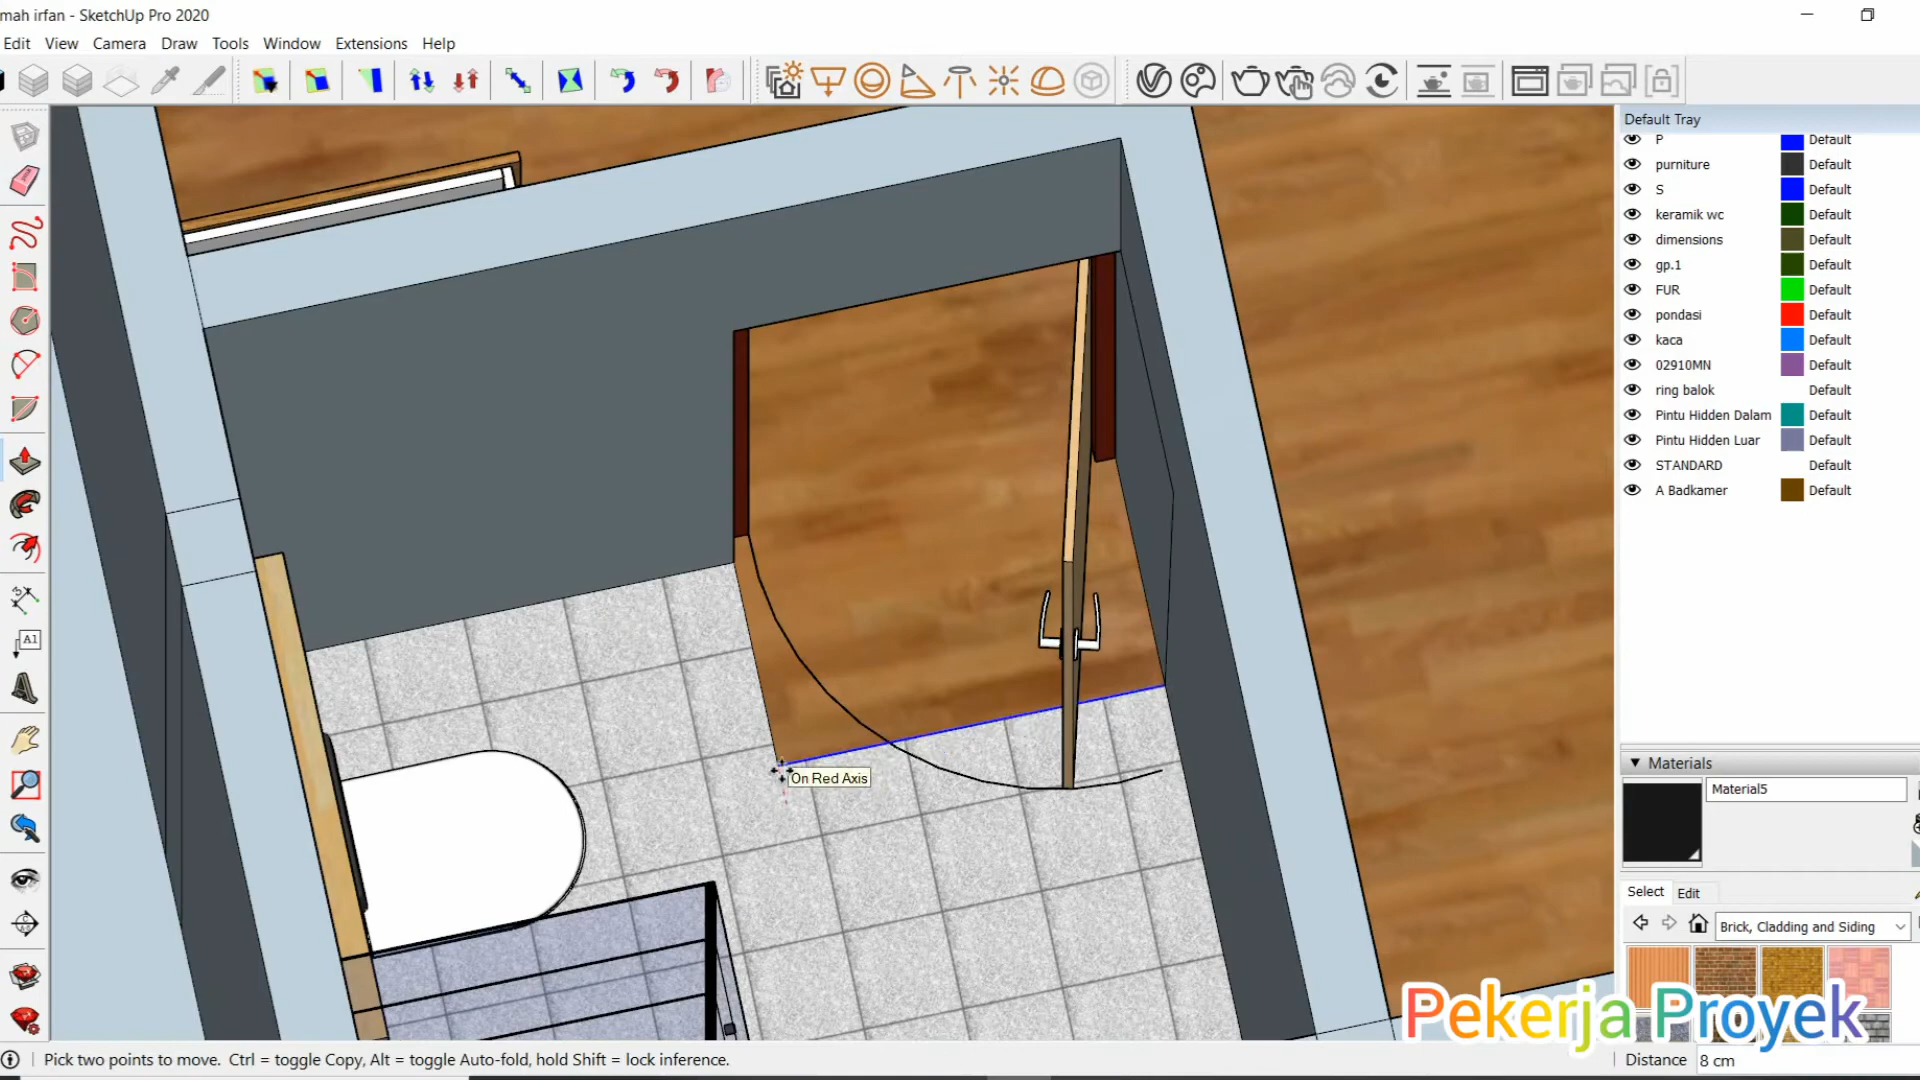 mah irfan - SketchUp Pro 2020
Edit View Camera Draw Tools Window Extensions Help
Default Tray
P Default
purniture Default
S Default
keramik wc Default
dimensions Default
gp.1 Default
FUR Default
pondasi Default
kaca Default
02910MN Default
ring balok Default
Pintu Hidden Dalam Default
Pintu Hidden Luar Default
STANDARD Default
A Badkamer Default
A1
On Red Axis
Materials
Material5
Select Edit
Brick, Cladding and Siding
Pekerja Proyek
Pick two points to move. Ctrl = toggle Copy, Alt = toggle Auto-fold, hold Shift = lock inference.
Distance 8 cm